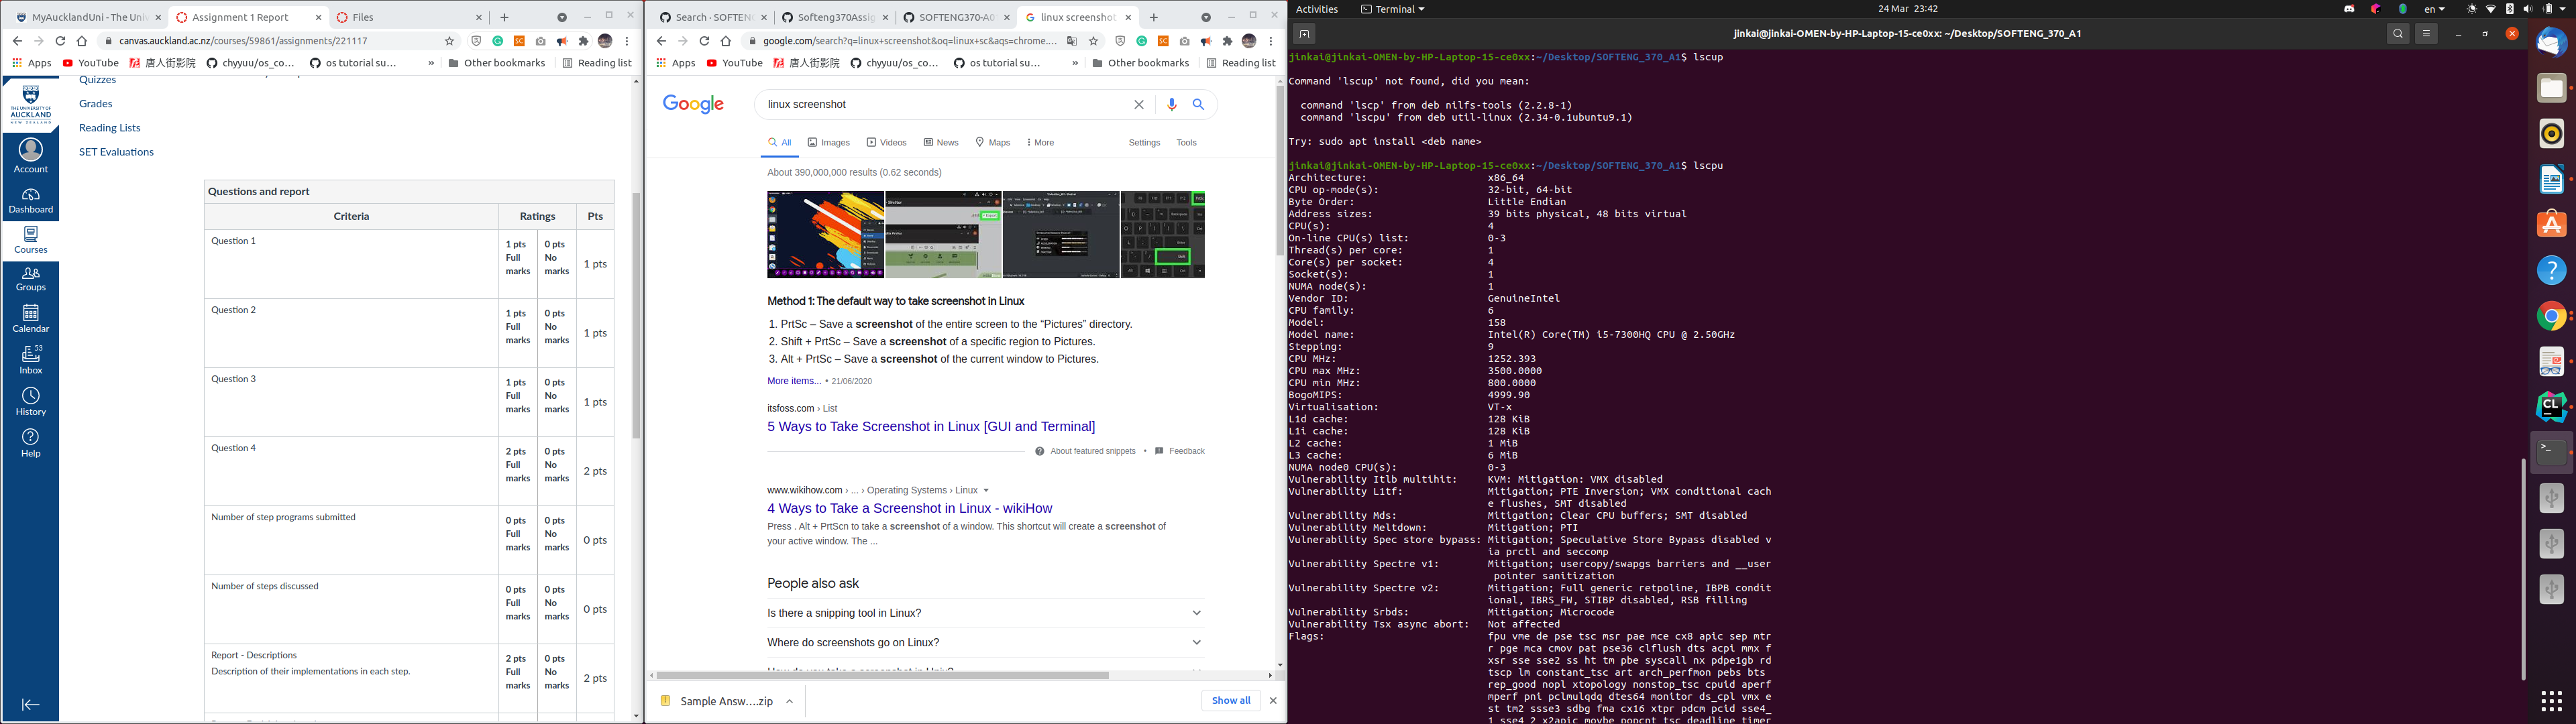 MyAucklandUni - The Univ
Assignment 1 Report
Files
canvas.auckland.ac.nz/courses/59861/assignments/221117
Apps
YouTube
唐人街影院
chyyuu/os_co...
os tutorial su...
»
Other bookmarks
Reading list
THE UNIVERSITY OF
AUCKLAND
NEW ZEALAND
Account
Dashboard
Courses
Groups
Calendar
53
Inbox
History
Help
Quizzes
Grades
Reading Lists
SET Evaluations
Questions and report
Criteria
Ratings
Pts
Question 1
1 pts
Full
marks
0 pts
No
marks
1 pts
Question 2
1 pts
Full
marks
0 pts
No
marks
1 pts
Question 3
1 pts
Full
marks
0 pts
No
marks
1 pts
Question 4
2 pts
Full
marks
0 pts
No
marks
2 pts
Number of step programs submitted
0 pts
Full
marks
0 pts
No
marks
0 pts
Number of steps discussed
0 pts
Full
marks
0 pts
No
marks
0 pts
Report - Descriptions
Description of their implementations in each step.
2 pts
Full
marks
0 pts
No
marks
2 pts
Search · SOFTEN
Softeng370Assig
SOFTENG370-A01
linux screenshot
google.com/search?q=linux+screenshot&oq=linux+sc&aqs=chrome....
Apps
YouTube
唐人街影院
chyyuu/os_co...
os tutorial su...
»
Other bookmarks
Reading list
Google
linux screenshot
All
Images
Videos
News
Maps
More
Settings
Tools
About 390,000,000 results (0.62 seconds)
Method 1: The default way to take screenshot in Linux
1. PrtSc – Save a screenshot of the entire screen to the “Pictures” directory.
2. Shift + PrtSc – Save a screenshot of a specific region to Pictures.
3. Alt + PrtSc – Save a screenshot of the current window to Pictures.
More items... • 21/06/2020
itsfoss.com › List
5 Ways to Take Screenshot in Linux [GUI and Terminal]
About featured snippets • Feedback
www.wikihow.com › ... › Operating Systems › Linux
4 Ways to Take a Screenshot in Linux - wikiHow
Press . Alt + PrtScn to take a screenshot of a window. This shortcut will create a screenshot of
your active window. The ...
People also ask
Is there a snipping tool in Linux?
Where do screenshots go on Linux?
Sample Answ....zip
Show all
Activities
Terminal
24 Mar 23:42
en
jinkai@jinkai-OMEN-by-HP-Laptop-15-ce0xx: ~/Desktop/SOFTENG_370_A1
jinkai@jinkai-OMEN-by-HP-Laptop-15-ce0xx:~/Desktop/SOFTENG_370_A1$ lscup
Command 'lscup' not found, did you mean:
command 'lscp' from deb nilfs-tools (2.2.8-1)
command 'lscpu' from deb util-linux (2.34-0.1ubuntu9.1)
Try: sudo apt install <deb name>
jinkai@jinkai-OMEN-by-HP-Laptop-15-ce0xx:~/Desktop/SOFTENG_370_A1$ lscpu
Architecture: x86_64
CPU op-mode(s): 32-bit, 64-bit
Byte Order: Little Endian
Address sizes: 39 bits physical, 48 bits virtual
CPU(s): 4
On-line CPU(s) list: 0-3
Thread(s) per core: 1
Core(s) per socket: 4
Socket(s): 1
NUMA node(s): 1
Vendor ID: GenuineIntel
CPU family: 6
Model: 158
Model name: Intel(R) Core(TM) i5-7300HQ CPU @ 2.50GHz
Stepping: 9
CPU MHz: 1252.393
CPU max MHz: 3500.0000
CPU min MHz: 800.0000
BogoMIPS: 4999.90
Virtualisation: VT-x
L1d cache: 128 KiB
L1i cache: 128 KiB
L2 cache: 1 MiB
L3 cache: 6 MiB
NUMA node0 CPU(s): 0-3
Vulnerability Itlb multihit: KVM: Mitigation: VMX disabled
Vulnerability L1tf: Mitigation; PTE Inversion; VMX conditional cach
e flushes, SMT disabled
Vulnerability Mds: Mitigation; Clear CPU buffers; SMT disabled
Vulnerability Meltdown: Mitigation; PTI
Vulnerability Spec store bypass: Mitigation; Speculative Store Bypass disabled v
ia prctl and seccomp
Vulnerability Spectre v1: Mitigation; usercopy/swapgs barriers and __user
pointer sanitization
Vulnerability Spectre v2: Mitigation; Full generic retpoline, IBPB condit
ional, IBRS_FW, STIBP disabled, RSB filling
Vulnerability Srbds: Mitigation; Microcode
Vulnerability Tsx async abort: Not affected
Flags: fpu vme de pse tsc msr pae mce cx8 apic sep mtr
r pge mca cmov pat pse36 clflush dts acpi mmx f
xsr sse sse2 ss ht tm pbe syscall nx pdpe1gb rd
tscp lm constant_tsc art arch_perfmon pebs bts
rep_good nopl xtopology nonstop_tsc cpuid aperf
mperf pni pclmulqdq dtes64 monitor ds_cpl vmx e
st tm2 ssse3 sdbg fma cx16 xtpr pdcm pcid sse4_
1 sse4_2 x2apic movbe popcnt tsc_deadline_timer